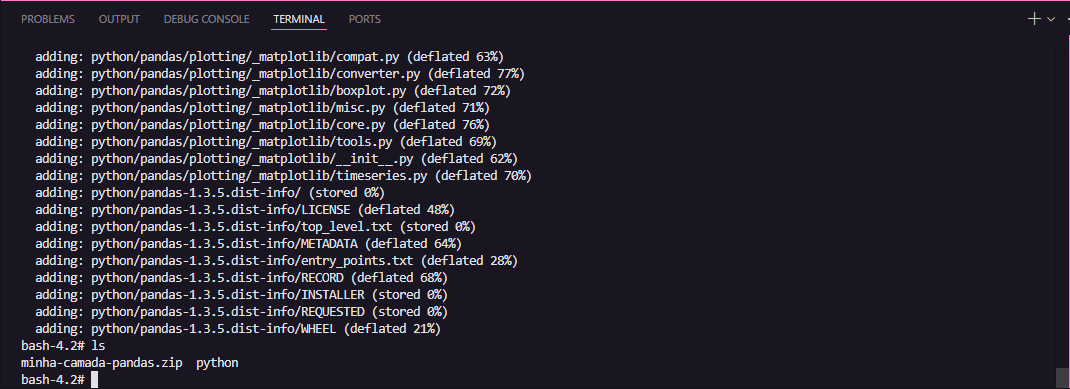 PROBLEMS OUTPUT DEBUG CONSOLE TERMINAL PORTS
adding: python/pandas/plotting/_matplotlib/compat.py (deflated 63%)
adding: python/pandas/plotting/_matplotlib/converter.py (deflated 77%)
adding: python/pandas/plotting/_matplotlib/boxplot.py (deflated 72%)
adding: python/pandas/plotting/_matplotlib/misc.py (deflated 71%)
adding: python/pandas/plotting/_matplotlib/core.py (deflated 76%)
adding: python/pandas/plotting/_matplotlib/tools.py (deflated 69%)
adding: python/pandas/plotting/_matplotlib/__init__.py (deflated 62%)
adding: python/pandas/plotting/_matplotlib/timeseries.py (deflated 70%)
adding: python/pandas-1.3.5.dist-info/ (stored 0%)
adding: python/pandas-1.3.5.dist-info/LICENSE (deflated 48%)
adding: python/pandas-1.3.5.dist-info/top_level.txt (stored 0%)
adding: python/pandas-1.3.5.dist-info/METADATA (deflated 64%)
adding: python/pandas-1.3.5.dist-info/entry_points.txt (deflated 28%)
adding: python/pandas-1.3.5.dist-info/RECORD (deflated 68%)
adding: python/pandas-1.3.5.dist-info/INSTALLER (stored 0%)
adding: python/pandas-1.3.5.dist-info/REQUESTED (stored 0%)
adding: python/pandas-1.3.5.dist-info/WHEEL (deflated 21%)
bash-4.2# ls
minha-camada-pandas.zip python
bash-4.2#